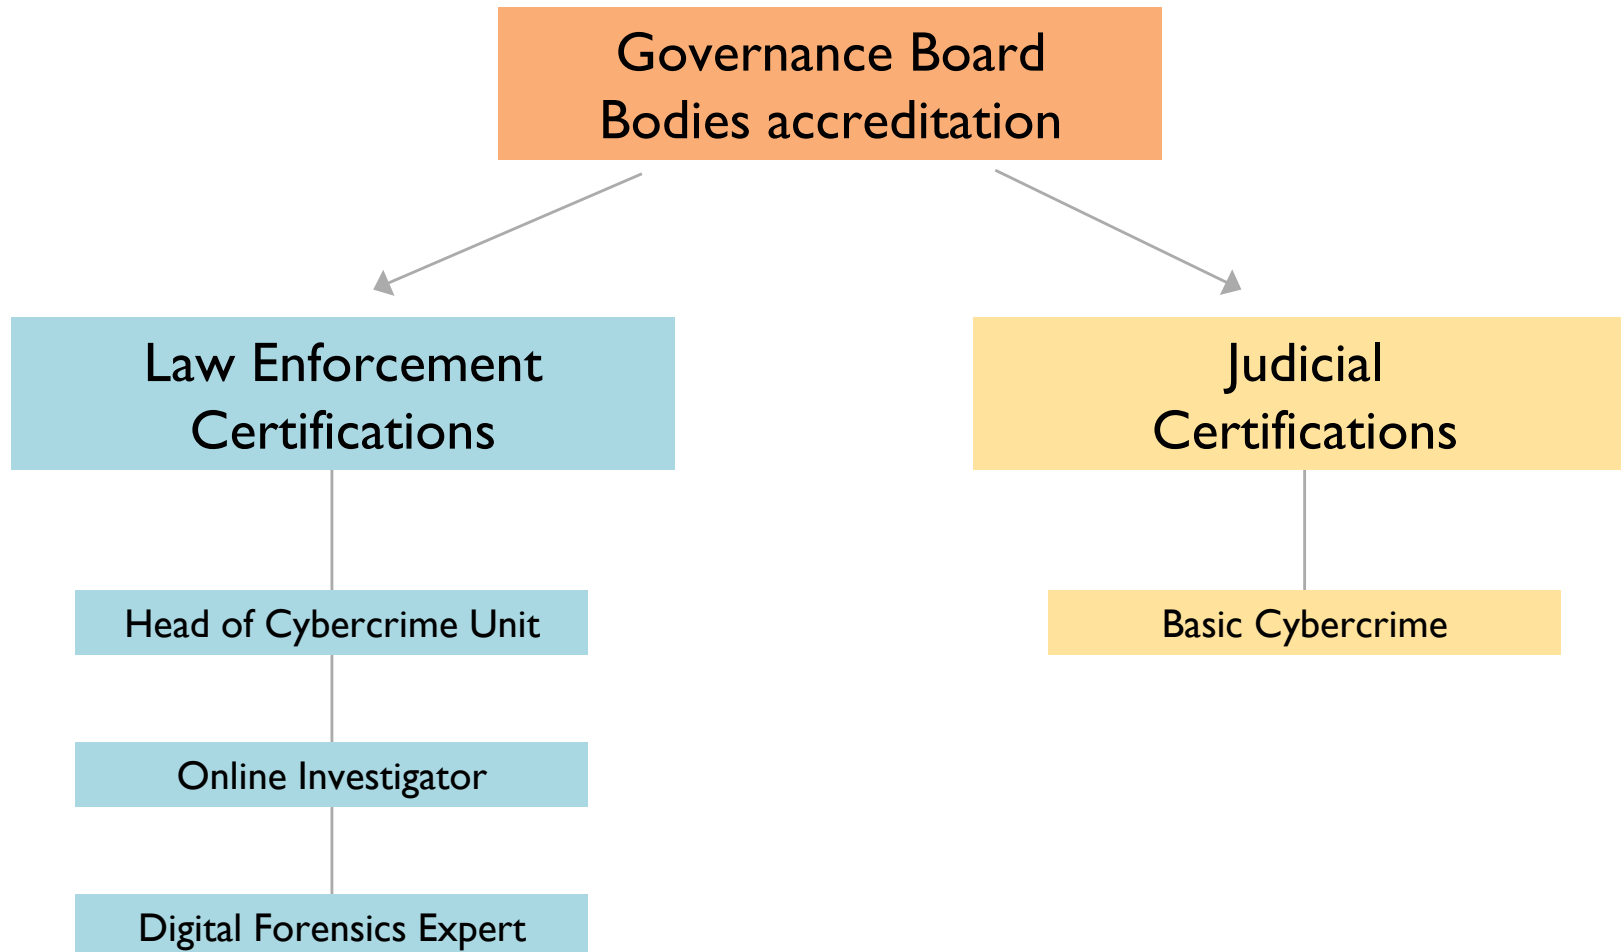 Governance Board
Bodies accreditation
Law Enforcement
Certifications
Judicial
Certifications
Head of Cybercrime Unit
Basic Cybercrime
Online Investigator
Digital Forensics Expert